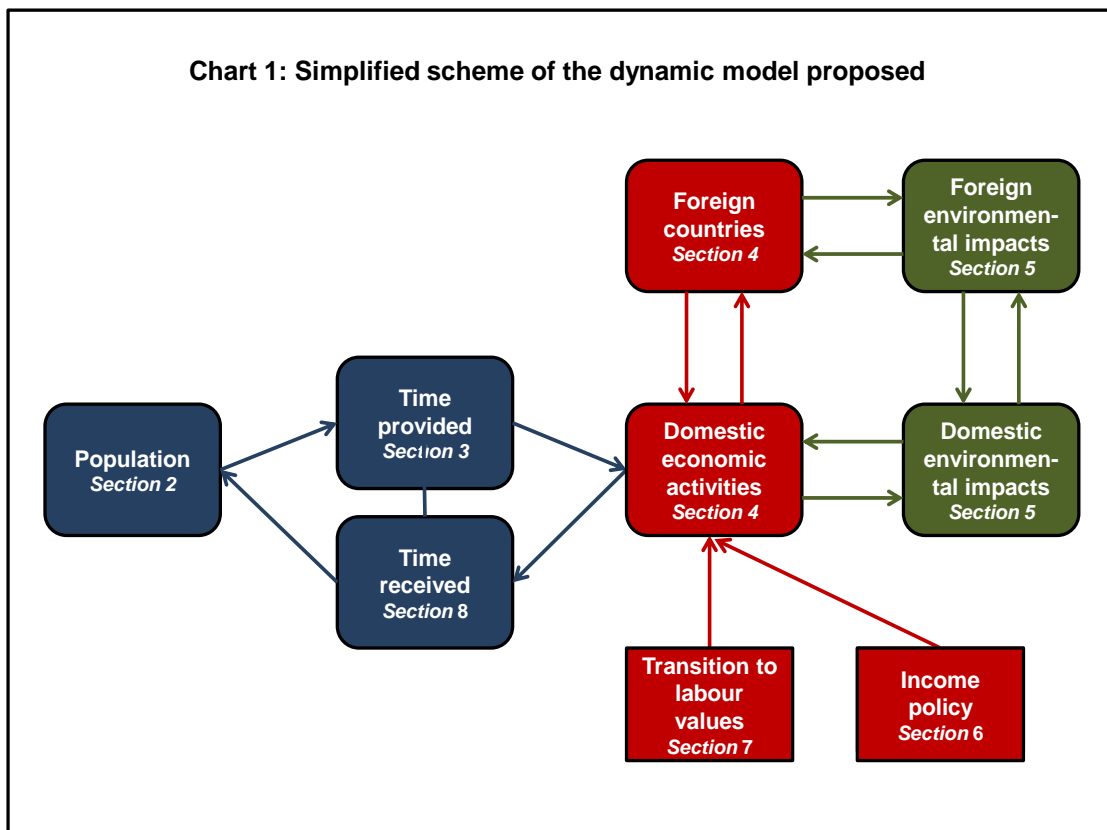 Chart 1: Simplified scheme of the dynamic model proposed
Foreign
countries
Section 4
Foreign
environmen-
tal impacts
Section 5
Population
Section 2
Time
provided
Section 3
Domestic
economic
activities
Section 4
Domestic
environmen-
tal impacts
Section 5
Time
received
Section 8
Transition to
labour
values
Section 7
Income
policy
Section 6